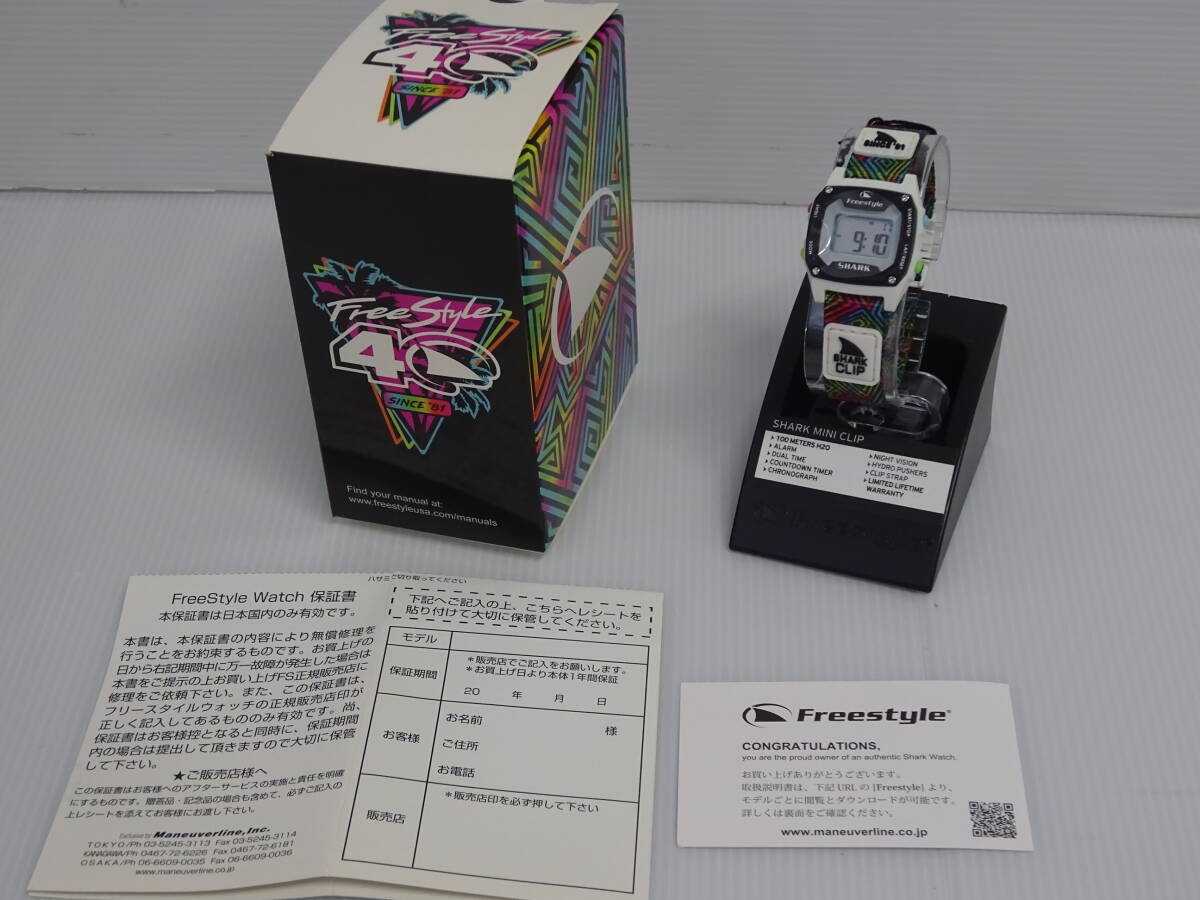 FreeStyle
40
SINCE '81
FreeStyle
40
SINCE '81
Find your manual at:
www.freestyleusa.com/manuals
SINCE '81
Freestyle
LIGHT
START/STOP
MODE
LAP/RESET
9:10
SHARK
SHARK
CLIP
SHARK MINI CLIP
100 METERS H2O
ALARM
DUAL TIME
COUNTDOWN TIMER
CHRONOGRAPH
NIGHT VISION
HYDRO PUSHERS
CLIP STRAP
LIMITED LIFETIME
WARRANTY
FreeStyle Watch 保証書
本保証書は日本国内のみ有効です。
本書は、本保証書の内容により無償修理を
行うことをお約束するものです。お買上げの
日から右記期間中に万一故障が発生した場合は
本書をご提示の上お買い上げFS正規販売店に
修理をご依頼下さい。また、この保証書は、
フリースタイルウォッチの正規販売店印が
正しく記入してあるもののみ有効です。尚、
保証書はお客様控となると同時に、保証期間
内の場合は提出して頂きますので大切に保管
して下さい。
★ご販売店様へ
この保証書はお客様へのアフターサービスの実施と責任を明確
にするものです。贈答品・記念品の場合も含めて、必ずご記入の
上レシートを添えてお客様にお渡し下さい。
Exclusive by Maneuverline, Inc.
TOKYO/Ph 03-5245-3113 Fax 03-5245-3114
KANAGAWA/Ph 0467-72-6226 Fax 0467-72-6181
OSAKA/Ph 06-6609-0035 Fax 06-6609-0036
www.maneuverline.co.jp
ハサミで切り取ってください
下記へご記入の上、こちらへレシートを
貼り付けて大切に保管してください。
モデル
保証期間
＊販売店でご記入をお願いします。
＊お買上げ日より本体1年間保証
20 年 月 日
お客様
お名前 様
ご住所
お電話
販売店
＊販売店印を必ず押して下さい
Freestyle®
CONGRATULATIONS,
you are the proud owner of an authentic Shark Watch.
お買い上げありがとうございます。
取扱説明書は、下記 URL の [Freestyle] より、
モデルごとに閲覧とダウンロードが可能です。
詳しくは裏面をご確認ください。
www.maneuverline.co.jp